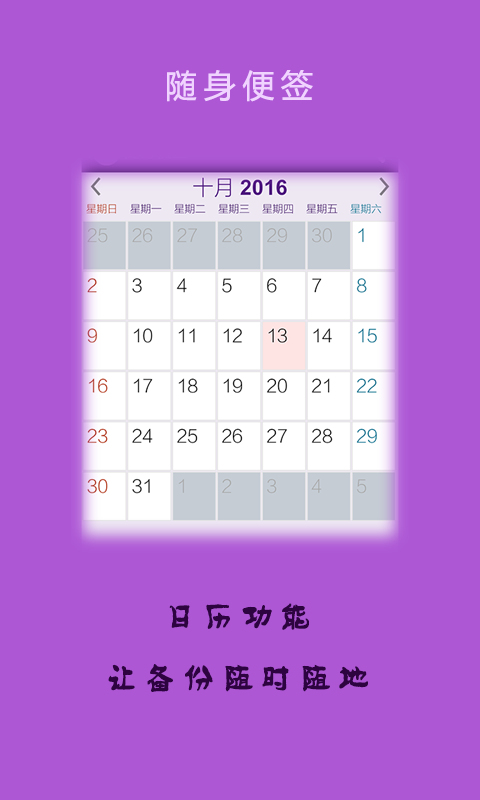 随身便签
十月 2016
星期日 星期一 星期二 星期三 星期四 星期五 星期六
25 26 27 28 29 30 1
2 3 4 5 6 7 8
9 10 11 12 13 14 15
16 17 18 19 20 21 22
23 24 25 26 27 28 29
30 31 1 2 3 4 5
日历功能
让备份随时随地